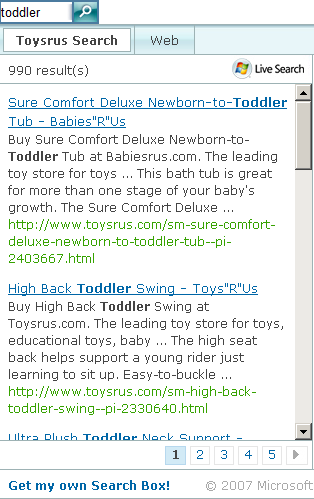 toddler
Toysrus Search Web
990 result(s) Live Search
Sure Comfort Deluxe Newborn-to-Toddler
Tub - Babies"R"Us
Buy Sure Comfort Deluxe Newborn-to-
Toddler Tub at Babiesrus.com. The leading
toy store for toys ... This bath tub is great
for more than one stage of your baby's
growth. The Sure Comfort Deluxe ...
http://www.toysrus.com/sm-sure-comfort-
deluxe-newborn-to-toddler-tub--pi-
2403667.html
High Back Toddler Swing - Toys"R"Us
Buy High Back Toddler Swing at
Toysrus.com. The leading toy store for toys,
educational toys, baby ... The high seat
back helps support a young rider just
learning to sit up. Easy-to-buckle ...
http://www.toysrus.com/sm-high-back-
toddler-swing--pi-2330640.html
Ultra Plush Toddler Neck Support -
1 2 3 4 5
Get my own Search Box! © 2007 Microsoft